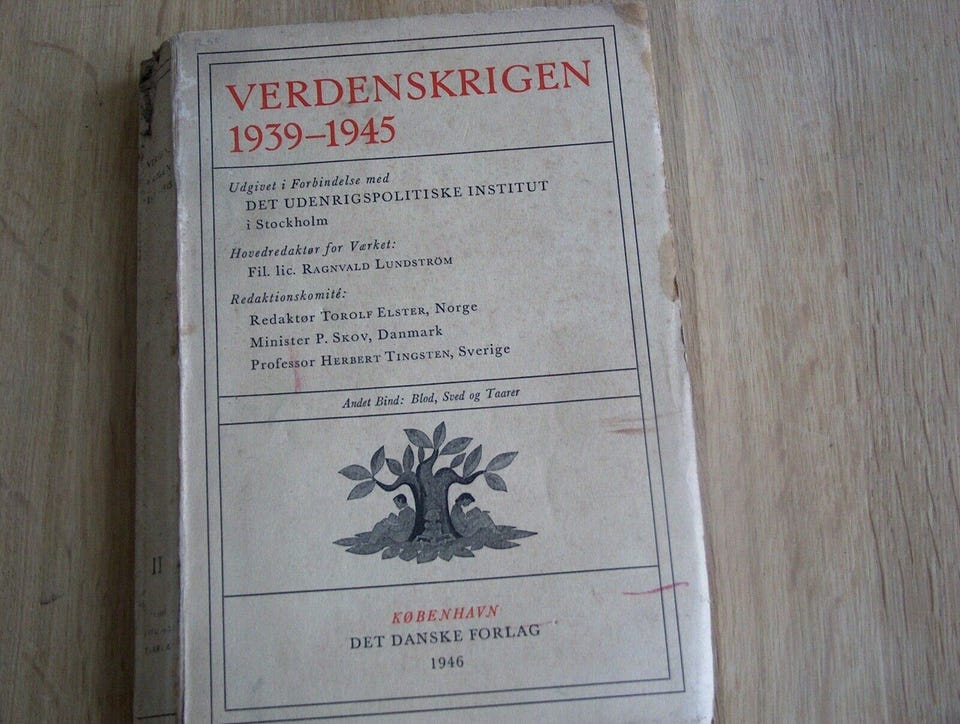 VERDENSKRIGEN
1939–1945
Udgivet i Forbindelse med
DET UDENRIGSPOLITISKE INSTITUT
i Stockholm
Hovedredaktør for Værket:
Fil. lic. RAGNVALD LUNDSTRÖM
Redaktionskomité:
Redaktør TOROLF ELSTER, Norge
Minister P. SKOV, Danmark
Professor HERBERT TINGSTEN, Sverige
Andet Bind: Blod, Sved og Taarer
KØBENHAVN
DET DANSKE FORLAG
1946
II